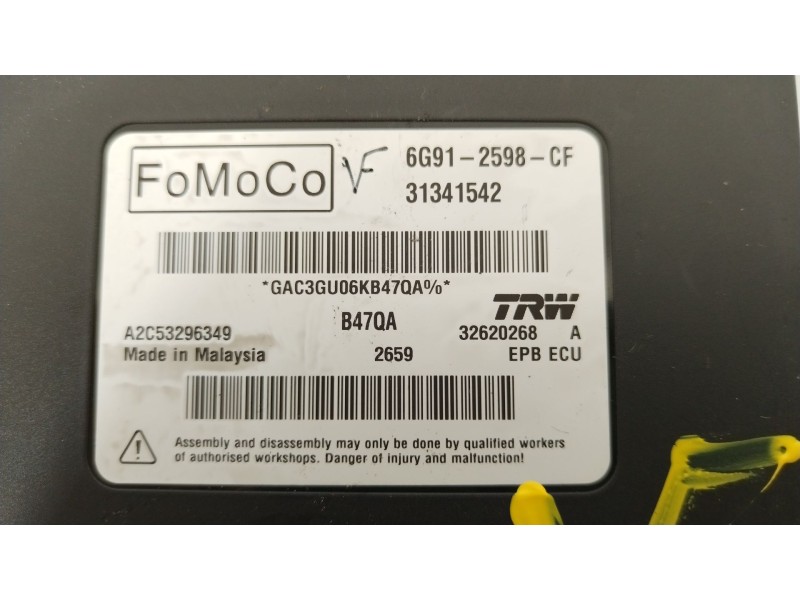 FoMoCo VF 6G91-2598-CF
31341542
*GAC3GU06KB47QA%*
B47QA
TRW
A2C53296349 32620268 A
Made in Malaysia 2659 EPB ECU
Assembly and disassembly may only be done by qualified workers
of authorised workshops. Danger of injury and malfunction!